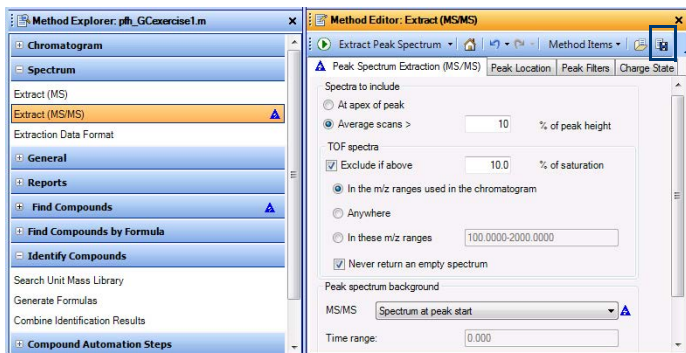 Method Explorer: pfh_GCexercise1.m
Chromatogram
Spectrum
Extract (MS)
Extract (MS/MS)
Extraction Data Format
General
Reports
Find Compounds
Find Compounds by Formula
Identify Compounds
Search Unit Mass Library
Generate Formulas
Combine Identification Results
Compound Automation Steps
Method Editor: Extract (MS/MS)
Extract Peak Spectrum Method Items
Peak Spectrum Extraction (MS/MS) Peak Location Peak Filters Charge State
Spectra to include
At apex of peak
Average scans > 10 % of peak height
TOF spectra
Exclude if above 10.0 % of saturation
In the m/z ranges used in the chromatogram
Anywhere
In these m/z ranges 100.0000-2000.0000
Never return an empty spectrum
Peak spectrum background
MS/MS Spectrum at peak start
Time range: 0.000